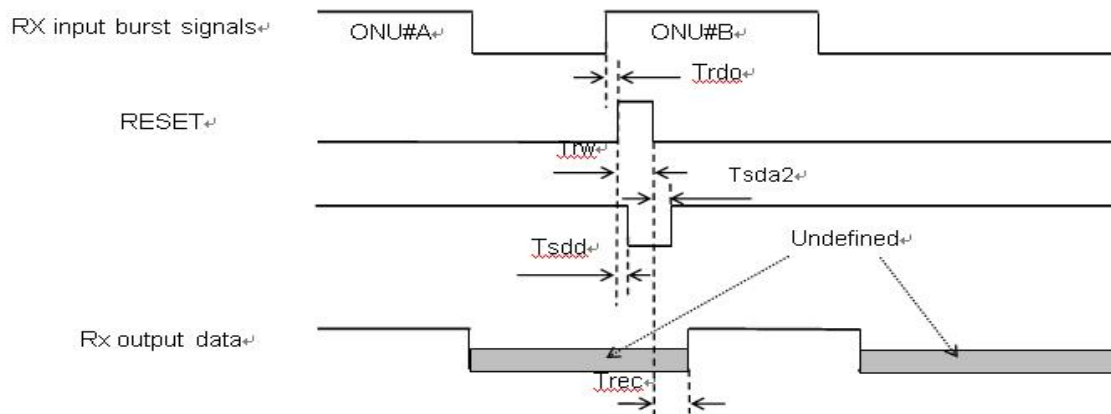 RX input burst signals↵
ONU#A↵
ONU#B↵
Trdo↵
RESET↵
Trw↵
Tsda2↵
Tsdd↵
Undefined↵
Rx output data↵
Trec↵